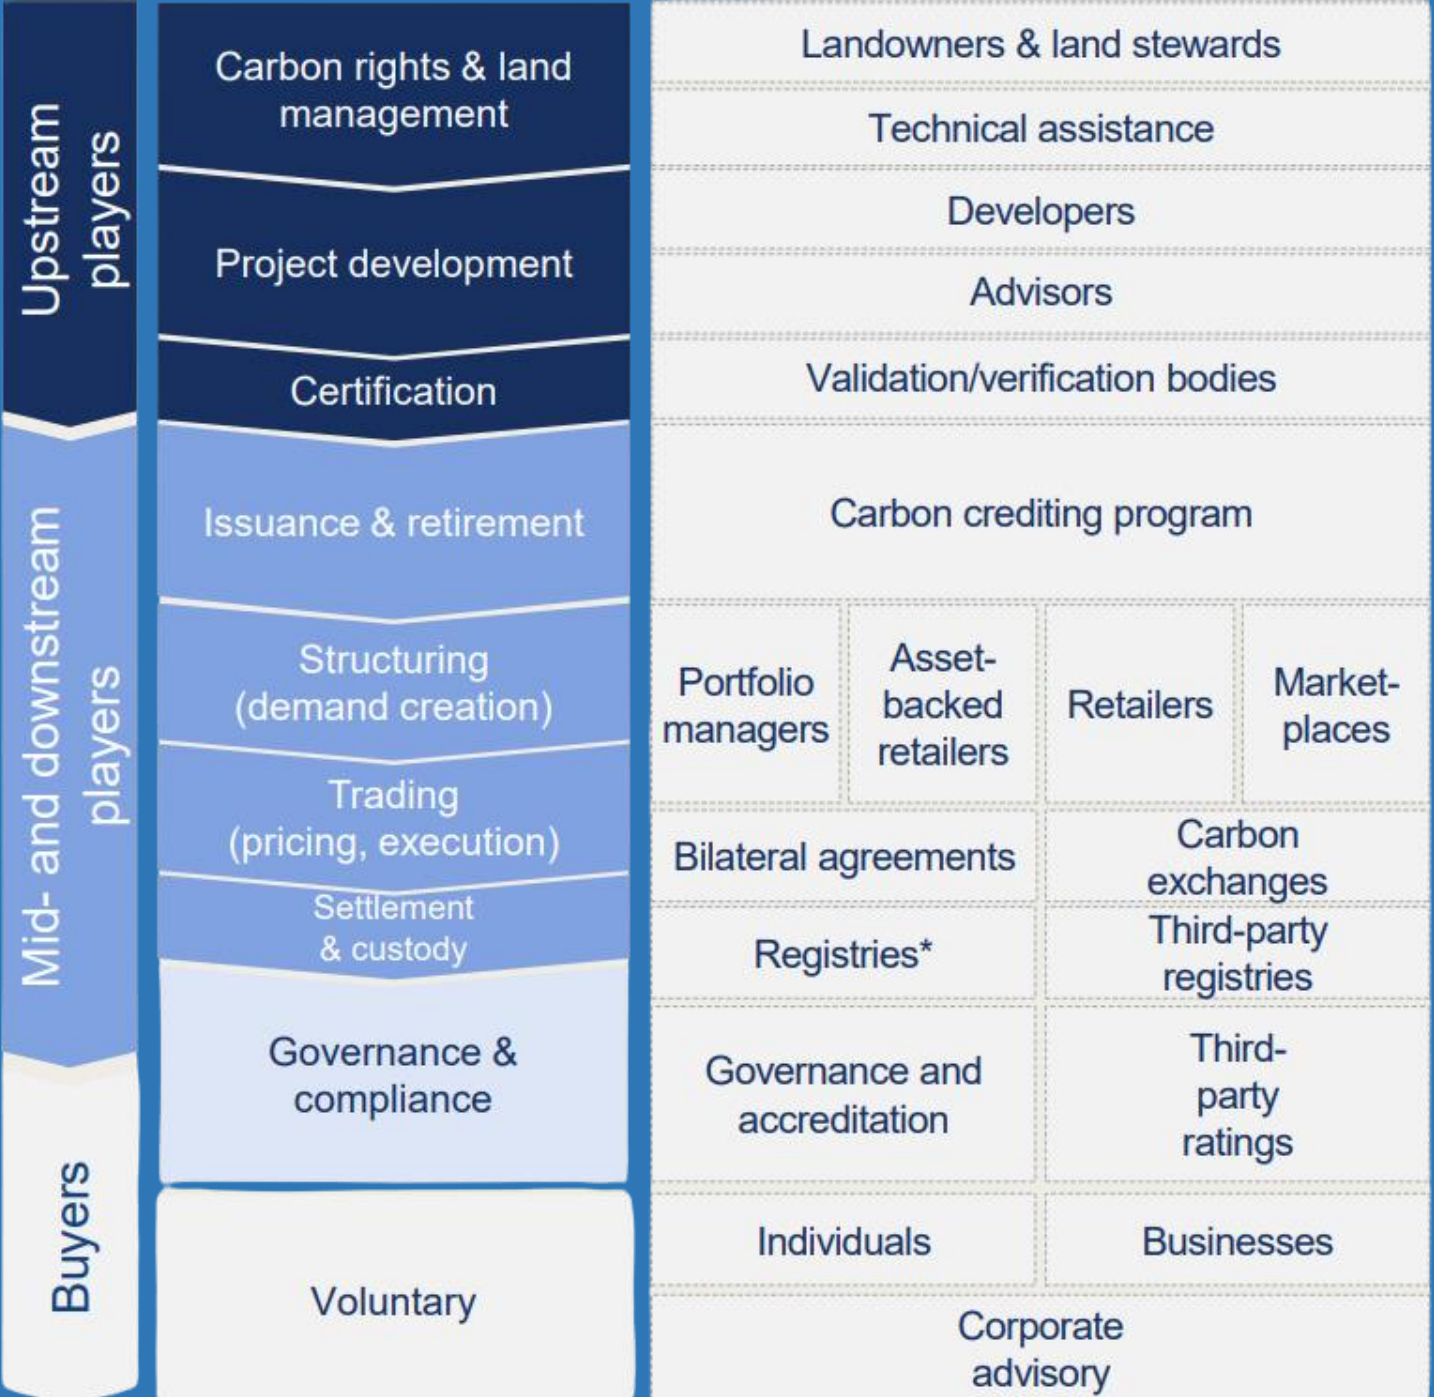 Upstream
players
Carbon rights & land
management
Landowners & land stewards
Technical assistance
Project development
Developers
Advisors
Certification
Validation/verification bodies
Mid- and downstream
players
Issuance & retirement
Carbon crediting program
Structuring
(demand creation)
Portfolio
managers
Asset-
backed
retailers
Retailers
Market-
places
Trading
(pricing, execution)
Bilateral agreements
Carbon
exchanges
Settlement
& custody
Registries*
Third-party
registries
Governance &
compliance
Governance and
accreditation
Third-
party
ratings
Buyers
Voluntary
Individuals
Businesses
Corporate
advisory